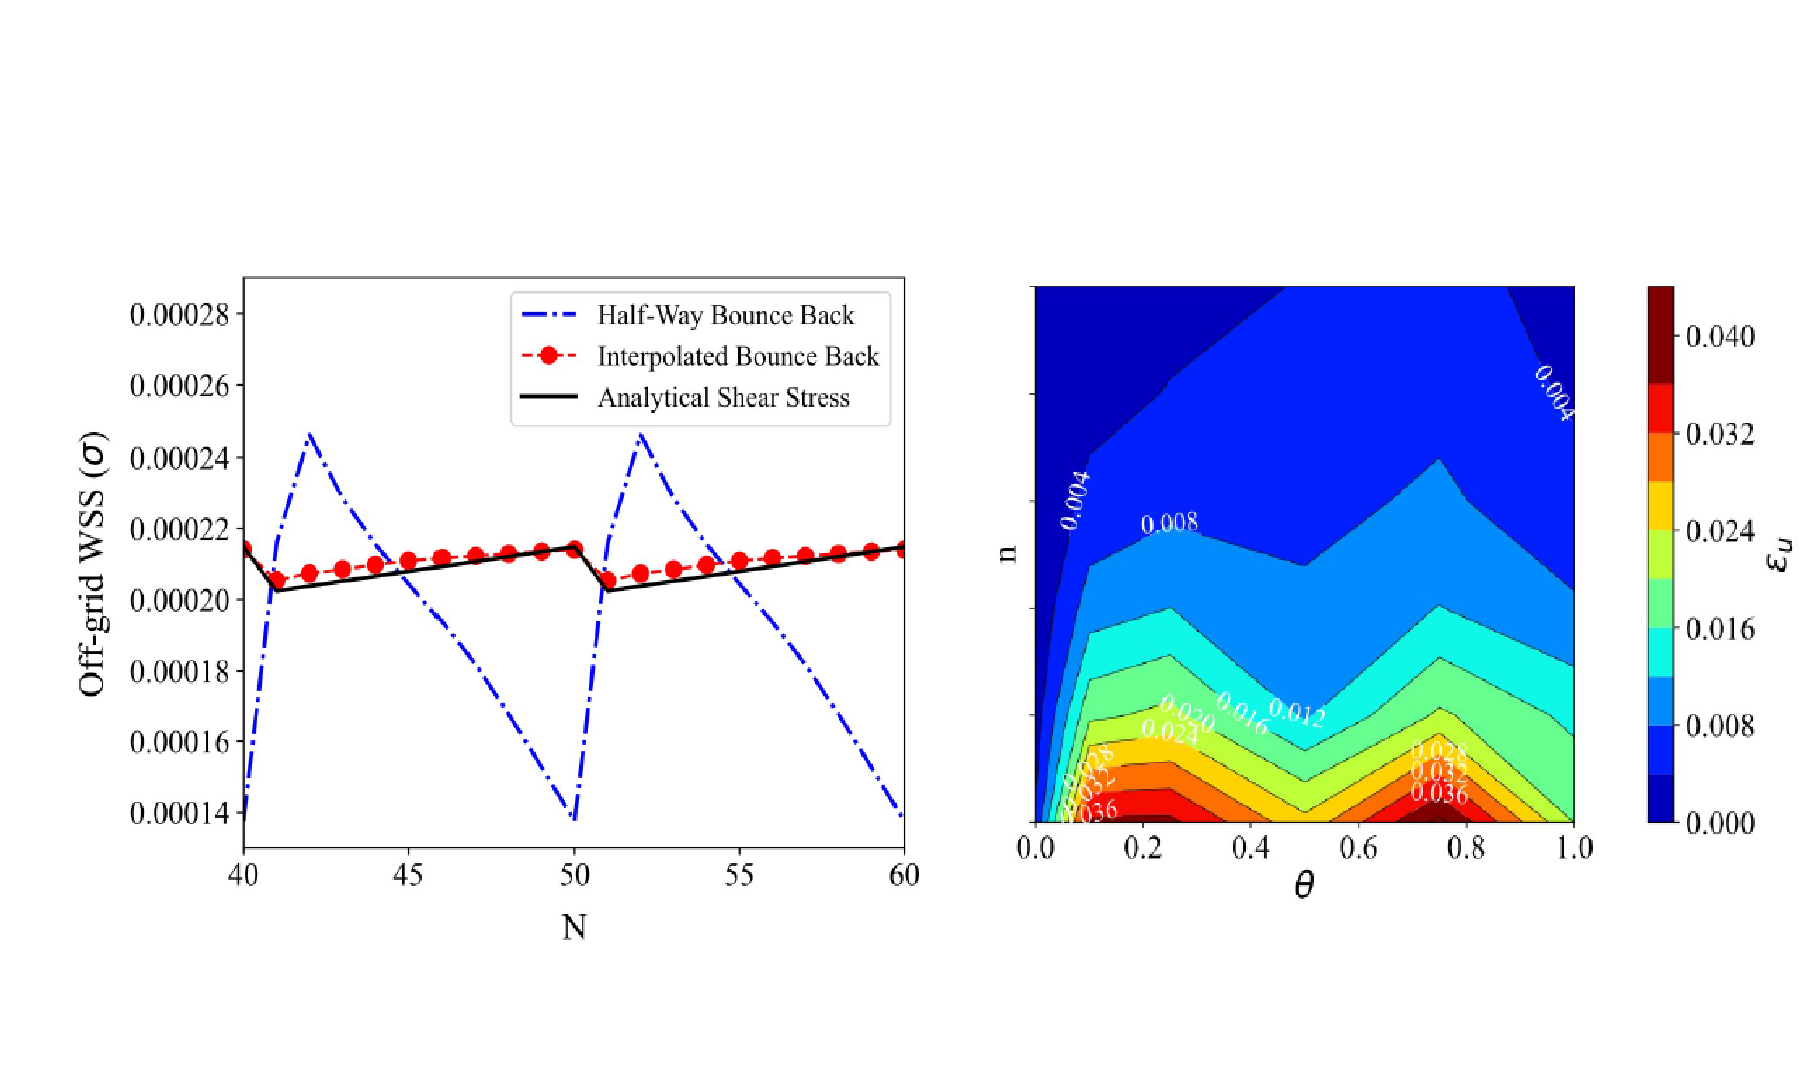 0.00028
0.00026
0.00024
0.00022
0.00020
0.00018
0.00016
0.00014
Off-grid WSS (σ)
Half-Way Bounce Back
Interpolated Bounce Back
Analytical Shear Stress
40 45 50 55 60
N
n
0.004
0.004
0.008
0.020
0.016
0.012
0.024
0.028
0.032
0.036
0.028
0.032
0.036
0.0 0.2 0.4 0.6 0.8 1.0
θ
0.040
0.032
0.024
0.016
0.008
0.000
εu